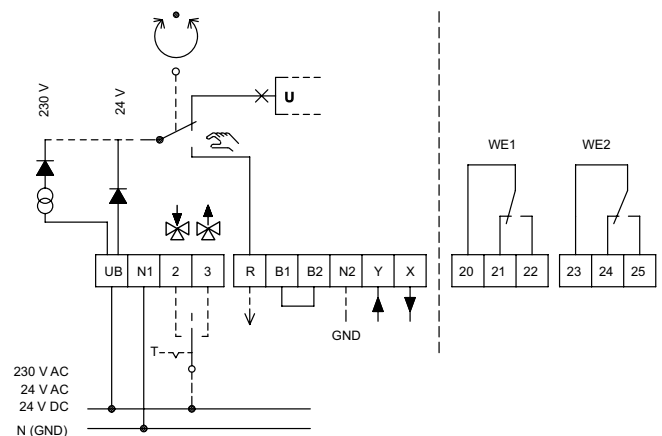 230 V
24 V
U
WE1
WE2
UB N1 2 3 R B1 B2 N2 Y X 20 21 22 23 24 25
GND
T
230 V AC
24 V AC
24 V DC
N (GND)